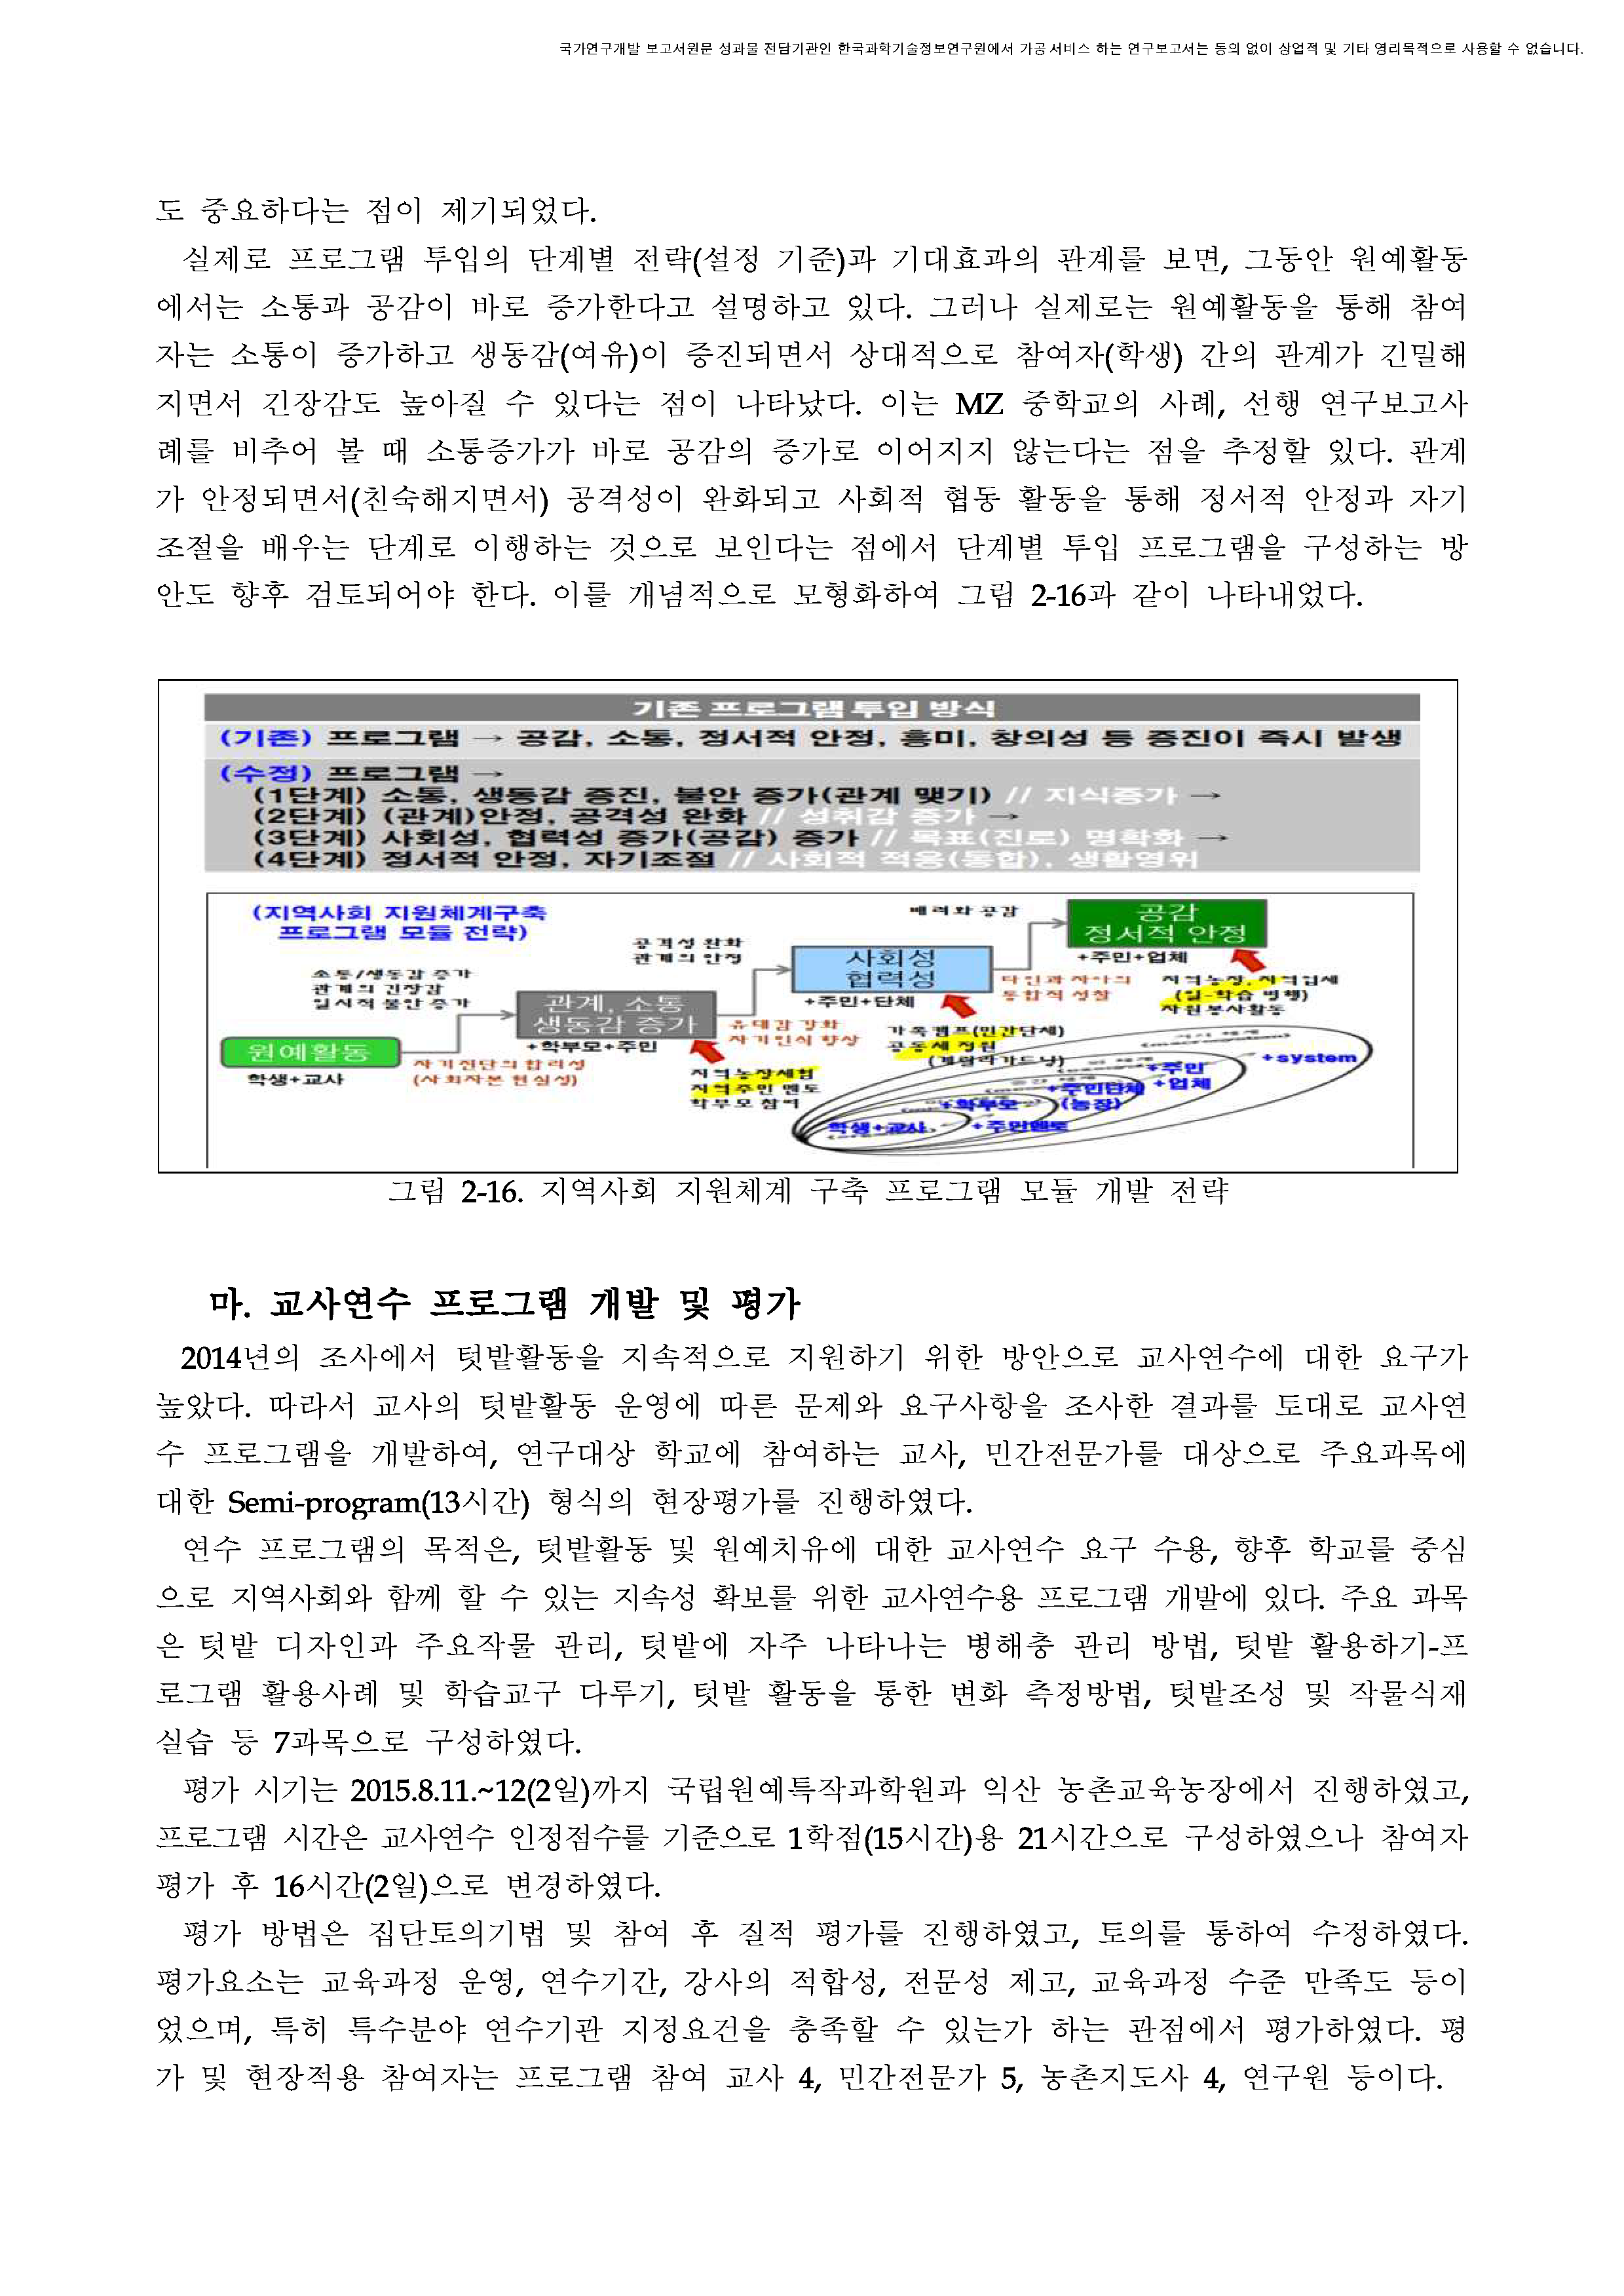 국가연구개발 보고서원문 성과물 전담기관인 한국과학기술정보연구원에서 가공·서비스 하는 연구보고서는 동의 없이 상업적 및 기타 영리목적으로 사용할 수 없습니다.
도 중요하다는 점이 제기되었다.
실제로 프로그램 투입의 단계별 전략(설정 기준)과 기대효과의 관계를 보면, 그동안 원예활동
에서는 소통과 공감이 바로 증가한다고 설명하고 있다. 그러나 실제로는 원예활동을 통해 참여
자는 소통이 증가하고 생동감(여유)이 증진되면서 상대적으로 참여자(학생) 간의 관계가 긴밀해
지면서 긴장감도 높아질 수 있다는 점이 나타났다. 이는 MZ 중학교의 사례, 선행 연구보고사
례를 비추어 볼 때 소통증가가 바로 공감의 증가로 이어지지 않는다는 점을 추정할 있다. 관계
가 안정되면서(친숙해지면서) 공격성이 완화되고 사회적 협동 활동을 통해 정서적 안정과 자기
조절을 배우는 단계로 이행하는 것으로 보인다는 점에서 단계별 투입 프로그램을 구성하는 방
안도 향후 검토되어야 한다. 이를 개념적으로 모형화하여 그림 2-16과 같이 나타내었다.
기존 프로그램 투입 방식
(기존) 프로그램 → 공감, 소통, 정서적 안정, 흥미, 창의성 등 증진이 즉시 발생
(수정) 프로그램 →
(1단계) 소통, 생동감 증진, 불안 증가(관계 맺기) // 지식증가 →
(2단계) (관계)안정, 공격성 완화 // 성취감 증가 →
(3단계) 사회성, 협력성 증가(공감) 증가 // 목표(진로) 명확화 →
(4단계) 정서적 안정, 자기조절 // 사회적 적응(통합), 생활영위
(지역사회 지원체계구축
프로그램 모듈 전략)
배려와 공감
공감
정서적 안정
+주민+업체
공격성 완화
관계의 안정
사회성
협력성
+주민+단체
타인과 자아의
통합적 성찰
지역농장, 지역업체
(일-학습 병행)
자원봉사활동
소통/생동감 증가
관계의 긴장감
일시적 불안 증가
관계, 소통
생동감 증가
+학부모+주민
유대감 강화
자기인식 향상
가족캠프(민간단체)
공동체 정원
(게릴라가드닝)
원예활동
학생+교사
자기진단의 합리성
(사회자본 현실성)
지역농장체험
지역주민 멘토
학부모 참여
+system
+주민
+업체
+주민단체
(농장)
+학부모
+주민멘토
학생+교사
그림 2-16. 지역사회 지원체계 구축 프로그램 모듈 개발 전략
마. 교사연수 프로그램 개발 및 평가
2014년의 조사에서 텃밭활동을 지속적으로 지원하기 위한 방안으로 교사연수에 대한 요구가
높았다. 따라서 교사의 텃밭활동 운영에 따른 문제와 요구사항을 조사한 결과를 토대로 교사연
수 프로그램을 개발하여, 연구대상 학교에 참여하는 교사, 민간전문가를 대상으로 주요과목에
대한 Semi-program(13시간) 형식의 현장평가를 진행하였다.
연수 프로그램의 목적은, 텃밭활동 및 원예치유에 대한 교사연수 요구 수용, 향후 학교를 중심
으로 지역사회와 함께 할 수 있는 지속성 확보를 위한 교사연수용 프로그램 개발에 있다. 주요 과목
은 텃밭 디자인과 주요작물 관리, 텃밭에 자주 나타나는 병해충 관리 방법, 텃밭 활용하기-프
로그램 활용사례 및 학습교구 다루기, 텃밭 활동을 통한 변화 측정방법, 텃밭조성 및 작물식재
실습 등 7과목으로 구성하였다.
평가 시기는 2015.8.11.~12(2일)까지 국립원예특작과학원과 익산 농촌교육농장에서 진행하였고,
프로그램 시간은 교사연수 인정점수를 기준으로 1학점(15시간)용 21시간으로 구성하였으나 참여자
평가 후 16시간(2일)으로 변경하였다.
평가 방법은 집단토의기법 및 참여 후 질적 평가를 진행하였고, 토의를 통하여 수정하였다.
평가요소는 교육과정 운영, 연수기간, 강사의 적합성, 전문성 제고, 교육과정 수준 만족도 등이
었으며, 특히 특수분야 연수기관 지정요건을 충족할 수 있는가 하는 관점에서 평가하였다. 평
가 및 현장적용 참여자는 프로그램 참여 교사 4, 민간전문가 5, 농촌지도사 4, 연구원 등이다.